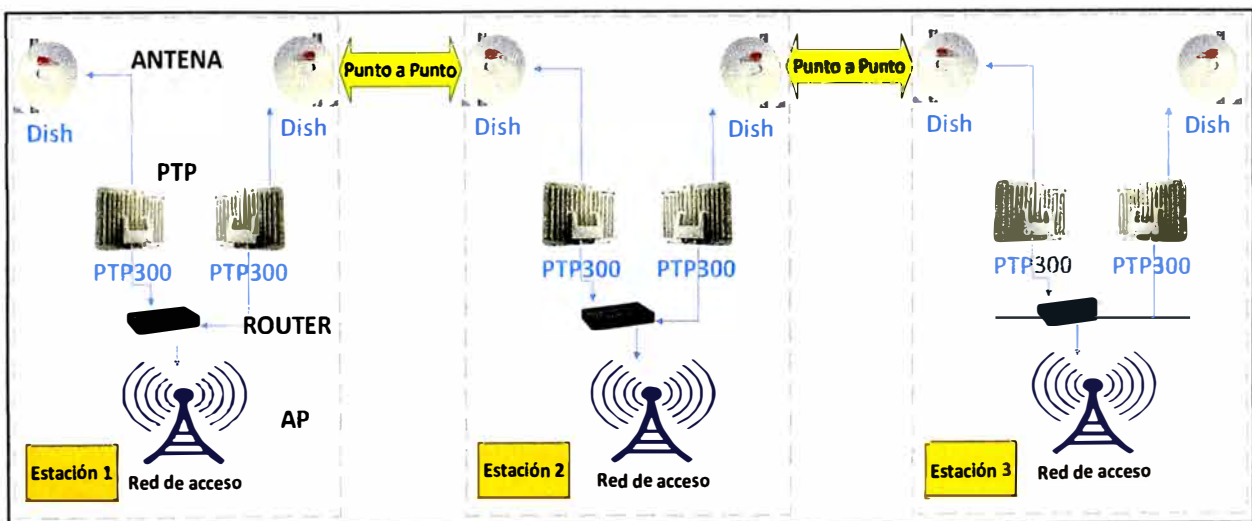 ANTENA
Punto a Punto
Punto a Punto
Dish
Dish
Dish
Dish
Dish
Dish
PTP
PTP300
PTP300
PTP300
PTP300
PTP300
PTP300
ROUTER
AP
Estación 1
Red de acceso
Estación 2
Red de acceso
Estación 3
Red de acceso